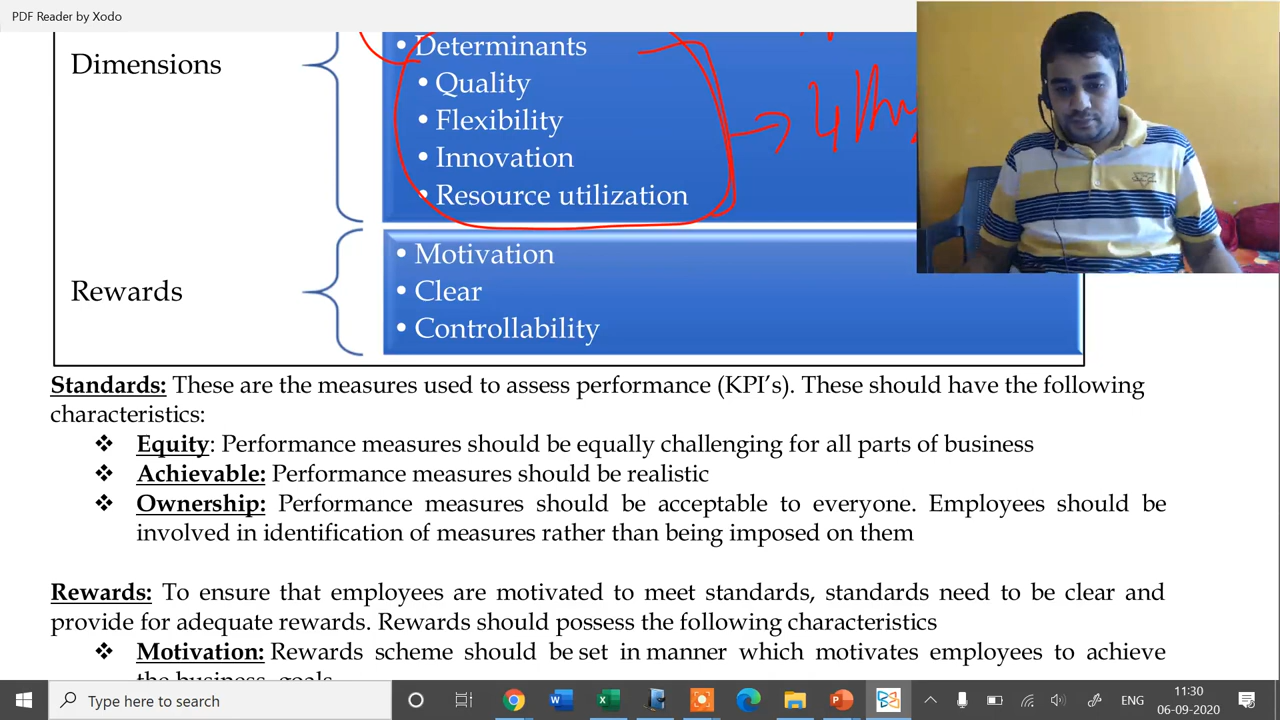 PDF Reader by Xodo
Dimensions
• Determinants
• Quality
• Flexibility
• Innovation
• Resource utilization
Rewards
• Motivation
• Clear
• Controllability
Standards: These are the measures used to assess performance (KPI's). These should have the following
characteristics:
❖ Equity: Performance measures should be equally challenging for all parts of business
❖ Achievable: Performance measures should be realistic
❖ Ownership: Performance measures should be acceptable to everyone. Employees should be
involved in identification of measures rather than being imposed on them
Rewards: To ensure that employees are motivated to meet standards, standards need to be clear and
provide for adequate rewards. Rewards should possess the following characteristics
❖ Motivation: Rewards scheme should be set in manner which motivates employees to achieve
the business goals
Type here to search
ENG
11:30
06-09-2020